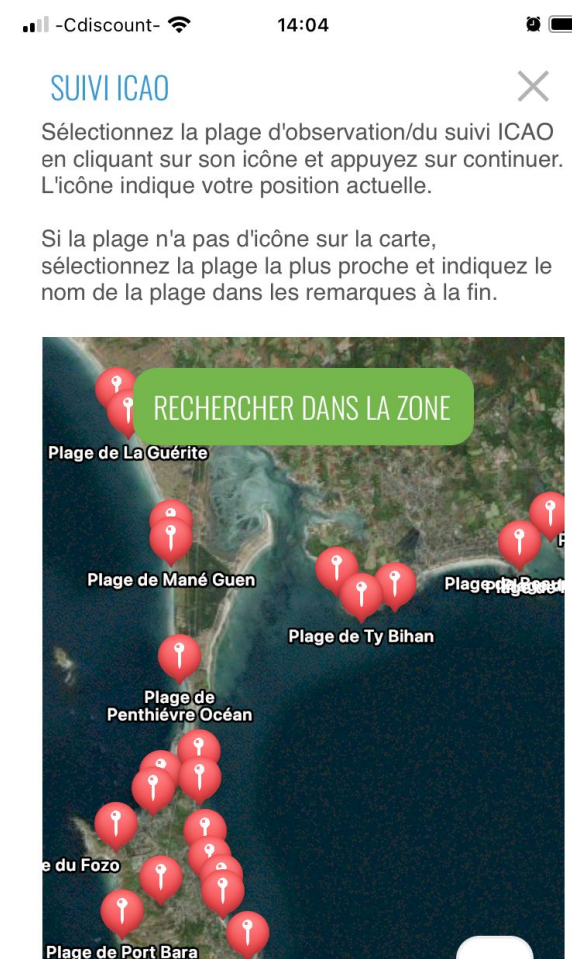 -Cdiscount-
14:04
SUIVI ICAO
Sélectionnez la plage d'observation/du suivi ICAO
en cliquant sur son icône et appuyez sur continuer.
L'icône indique votre position actuelle.
Si la plage n'a pas d'icône sur la carte,
sélectionnez la plage la plus proche et indiquez le
nom de la plage dans les remarques à la fin.
RECHERCHER DANS LA ZONE
Plage de La Guérite
Plage de Mané Guen
Plage
Plage de Ty Bihan
Plage de
Penthiévre Océan
e du Fozo
Plage de Port Bara